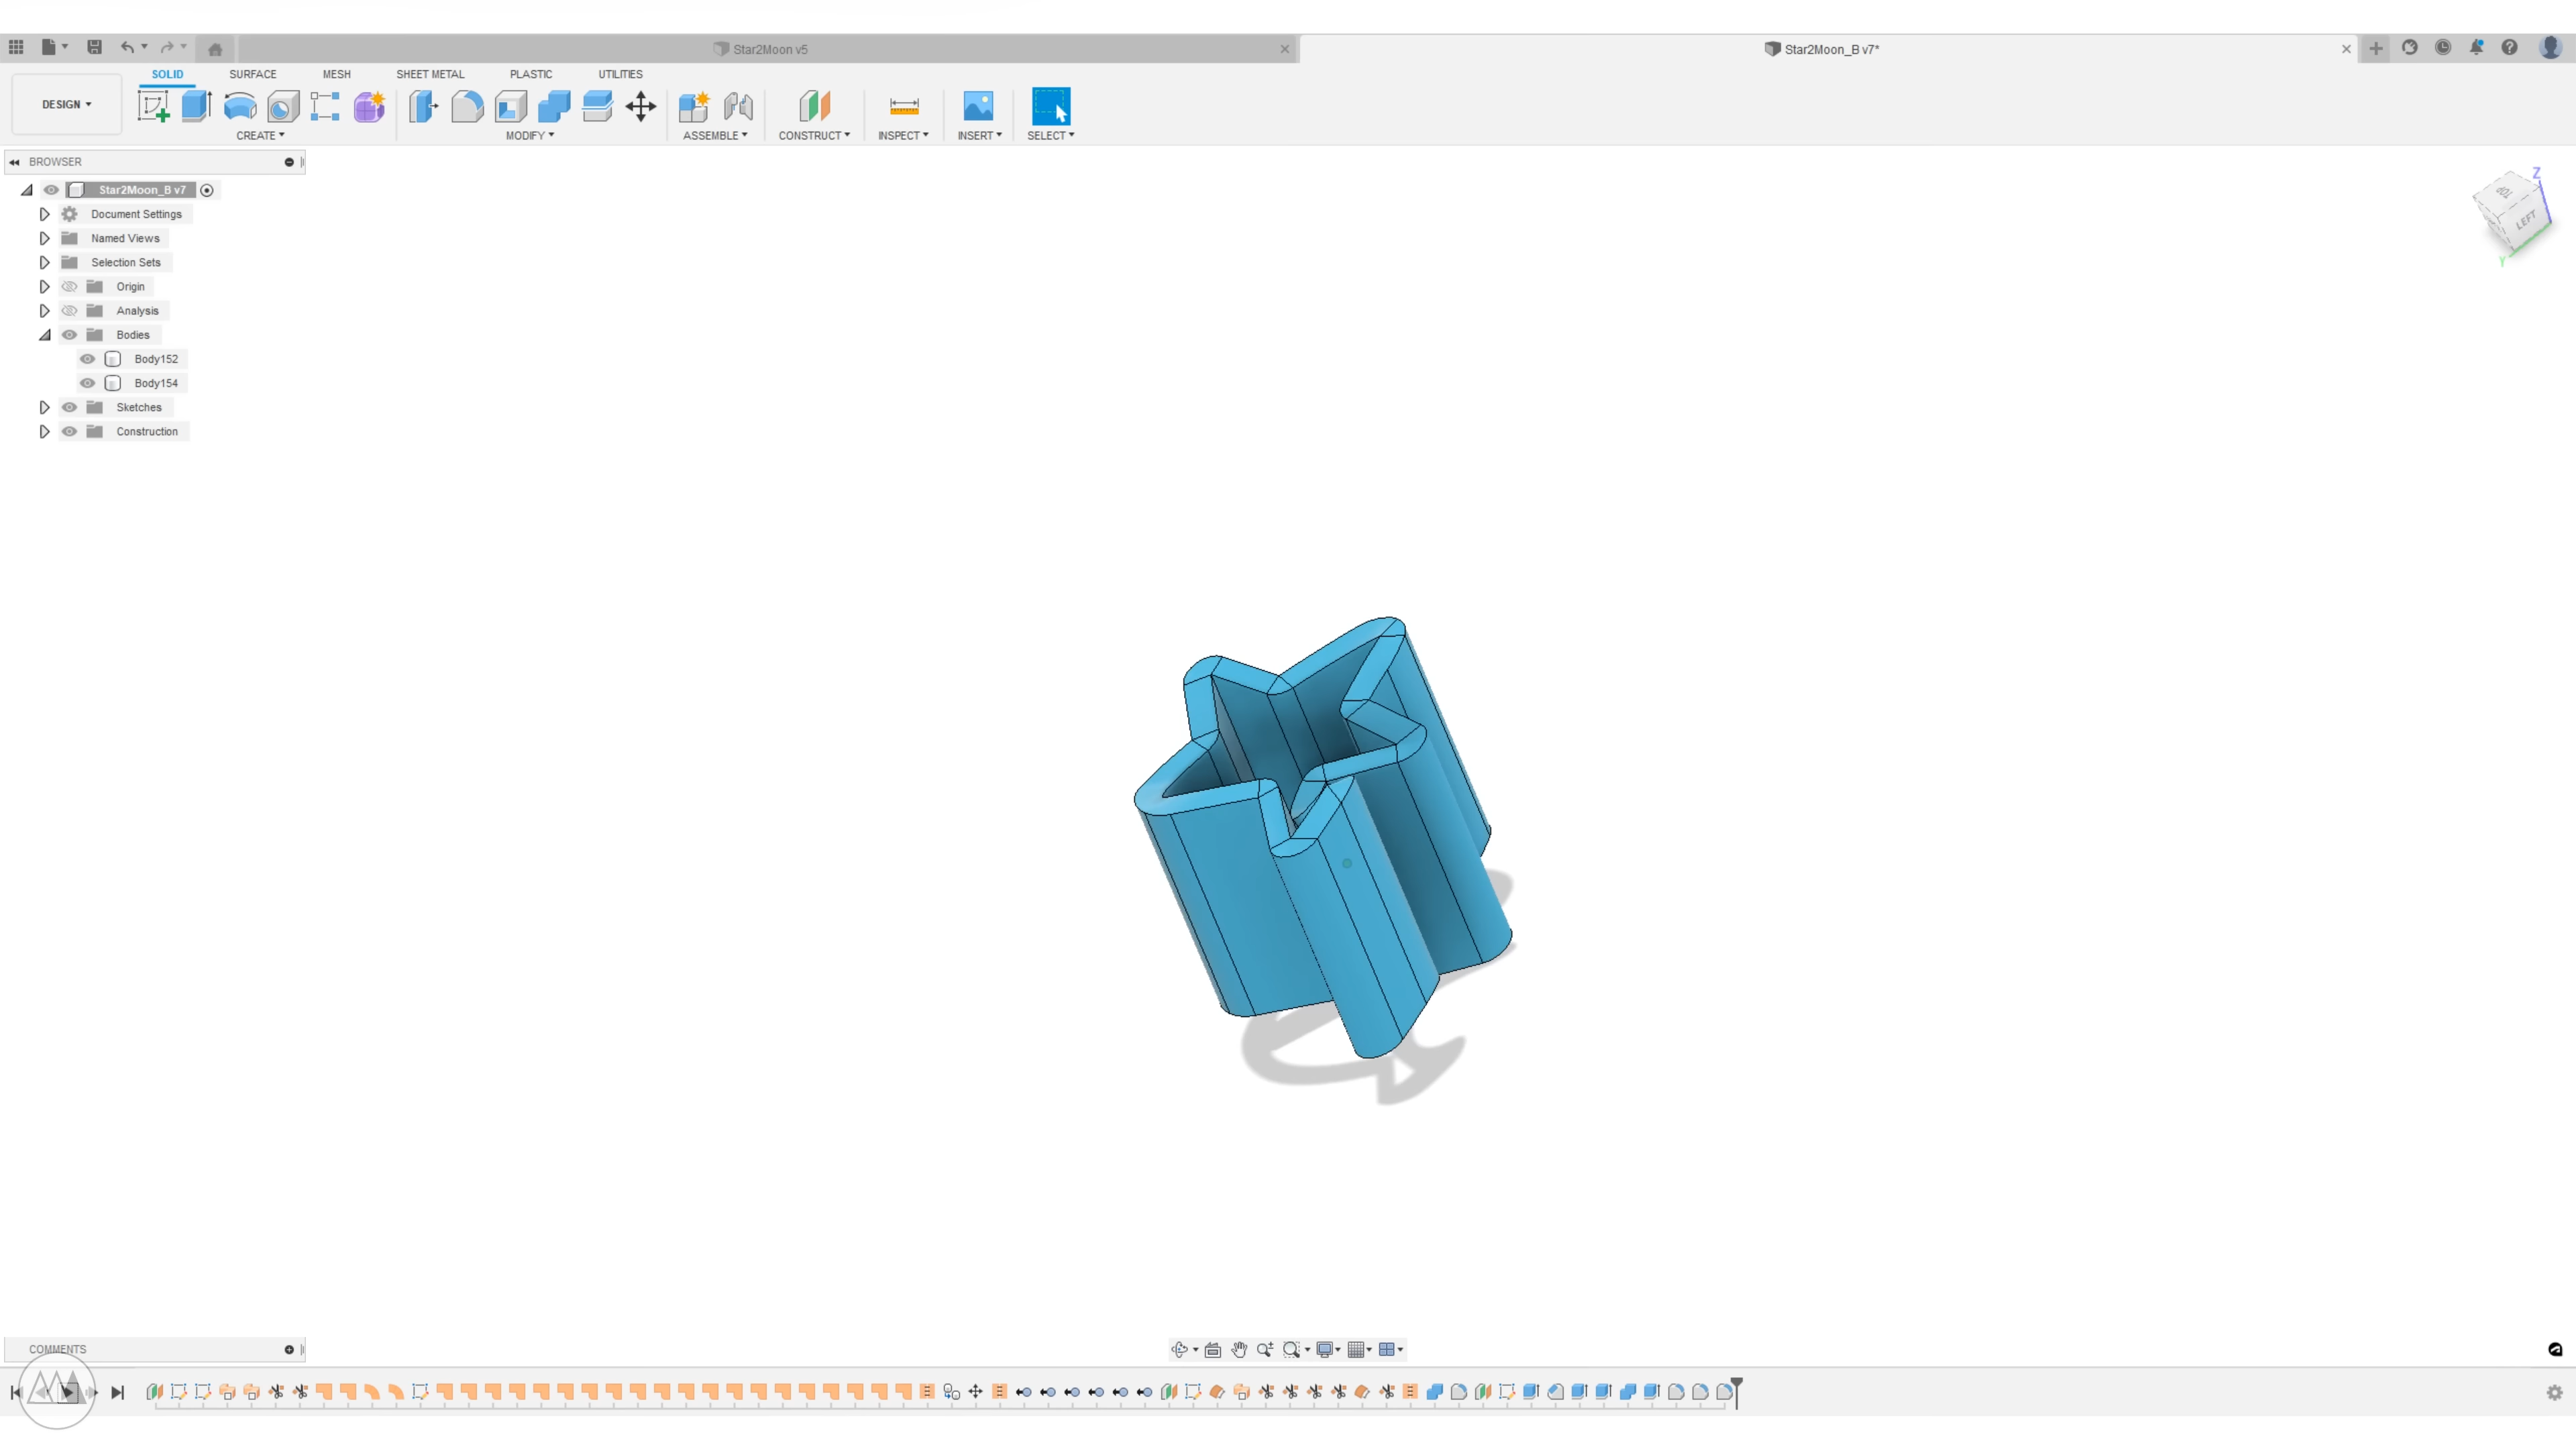 Star2Moon v5
Star2Moon_B v7*
SOLID SURFACE MESH SHEET METAL PLASTIC UTILITIES
DESIGN
CREATE MODIFY ASSEMBLE CONSTRUCT INSPECT INSERT SELECT
BROWSER
Star2Moon_B v7
Document Settings
Named Views
Selection Sets
Origin
Analysis
Bodies
Body152
Body154
Sketches
Construction
Z
TOP
LEFT
Y
COMMENTS